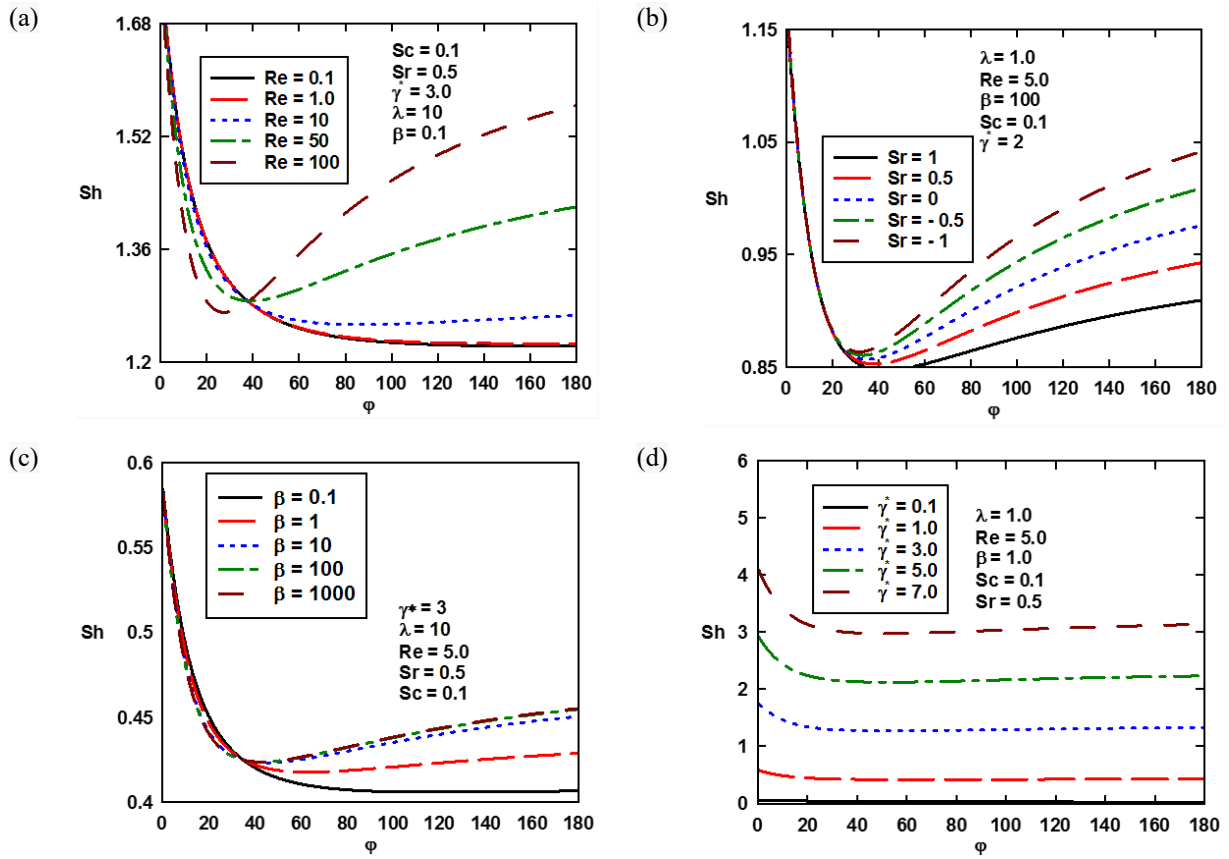 (a)
1.68
1.52
1.36
1.2
Sh
Re = 0.1
Re = 1.0
Re = 10
Re = 50
Re = 100
Sc = 0.1
Sr = 0.5
γ* = 3.0
λ = 10
β = 0.1
0 20 40 60 80 100 120 140 160 180
φ
(b)
1.15
1.05
0.95
0.85
Sh
λ = 1.0
Re = 5.0
β = 100
Sc = 0.1
γ* = 2
Sr = 1
Sr = 0.5
Sr = 0
Sr = - 0.5
Sr = - 1
0 20 40 60 80 100 120 140 160 180
φ
(c)
0.6
0.55
0.5
0.45
0.4
Sh
β = 0.1
β = 1
β = 10
β = 100
β = 1000
γ* = 3
λ = 10
Re = 5.0
Sr = 0.5
Sc = 0.1
0 20 40 60 80 100 120 140 160 180
φ
(d)
6
5
4
3
2
1
0
Sh
γ* = 0.1
γ* = 1.0
γ* = 3.0
γ* = 5.0
γ* = 7.0
λ = 1.0
Re = 5.0
β = 1.0
Sc = 0.1
Sr = 0.5
0 20 40 60 80 100 120 140 160 180
φ